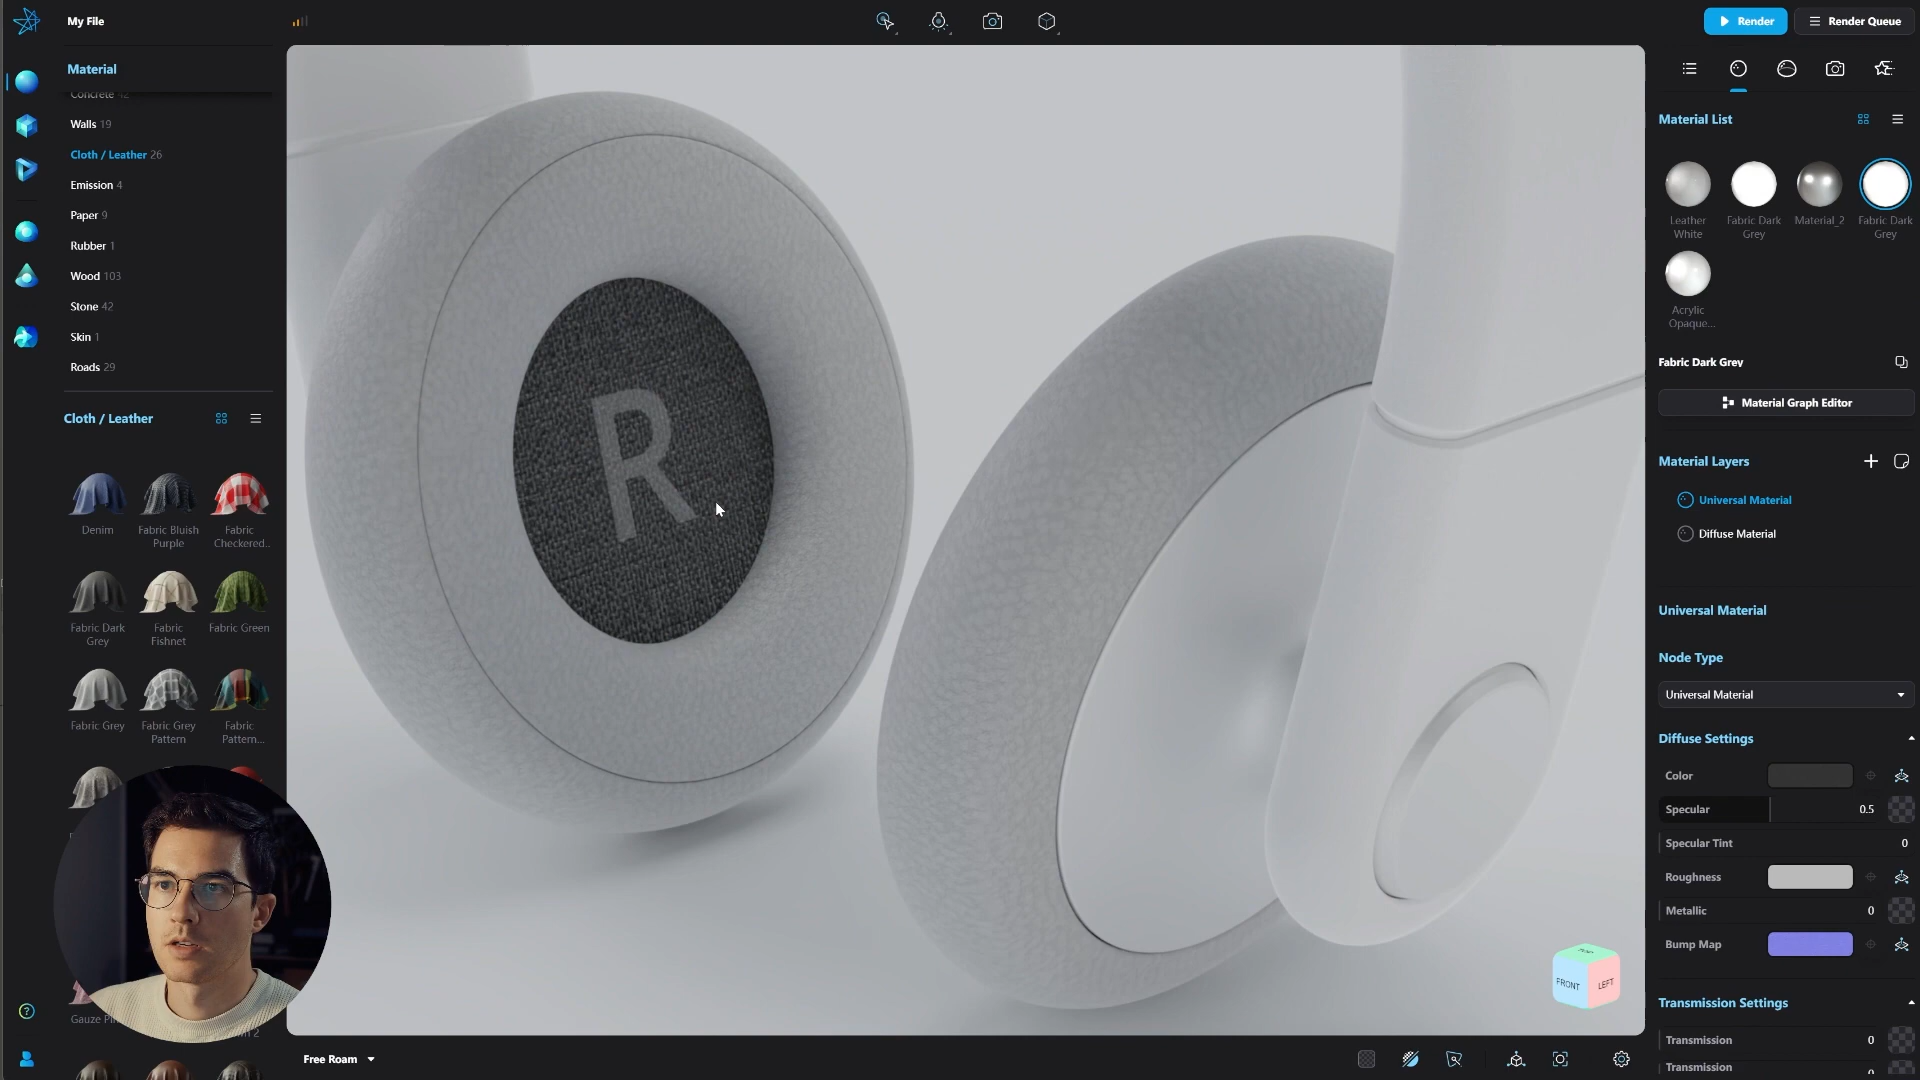 My File
Render
Render Queue
Material
Concrete 42
Walls 19
Cloth / Leather 26
Emission 4
Paper 9
Rubber 1
Wood 103
Stone 42
Skin 1
Roads 29
Cloth / Leather
Denim
Fabric Bluish
Purple
Fabric
Checkered..
Fabric Dark
Grey
Fabric
Fishnet
Fabric Green
Fabric Grey
Fabric Grey
Pattern
Fabric
Pattern...
R
Free Roam
TOP
FRONT
LEFT
Material List
Leather
White
Fabric Dark
Grey
Material_2
Fabric Dark
Grey
Acrylic
Opaque...
Fabric Dark Grey
Material Graph Editor
Material Layers
Universal Material
Diffuse Material
Universal Material
Node Type
Universal Material
Diffuse Settings
Color
Specular 0.5
Specular Tint 0
Roughness
Metallic 0
Bump Map
Transmission Settings
Transmission 0
Transmission